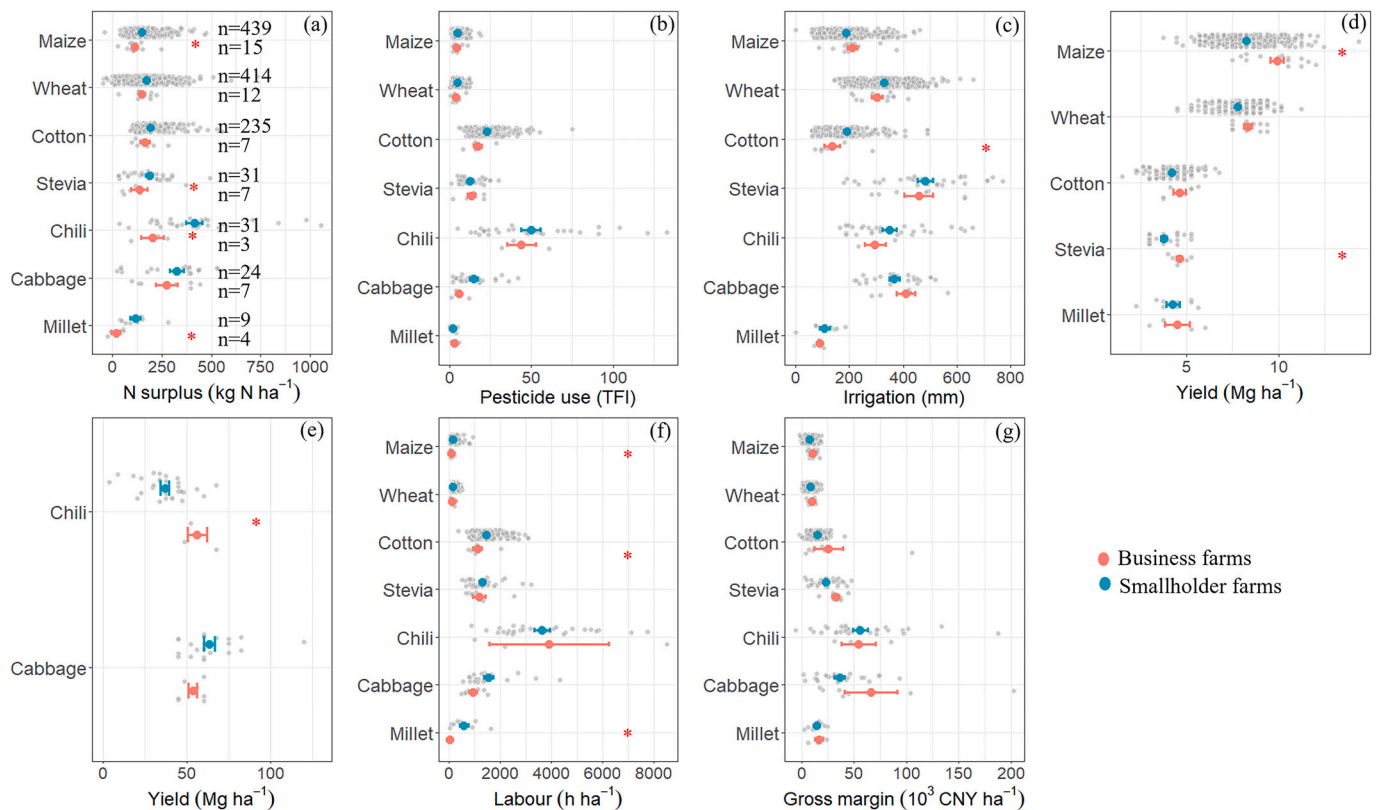 (a)
Maize
n=439
*
n=15
Wheat
n=414
n=12
Cotton
n=235
n=7
Stevia
n=31
*
n=7
Chili
n=31
*
n=3
Cabbage
n=24
n=7
Millet
n=9
*
n=4
0 250 500 750 1000
N surplus (kg N ha⁻¹)
(b)
Maize
Wheat
Cotton
Stevia
Chili
Cabbage
Millet
0 50 100
Pesticide use (TFI)
(c)
Maize
Wheat
Cotton
*
Stevia
Chili
Cabbage
Millet
0 200 400 600 800
Irrigation (mm)
(d)
Maize
*
Wheat
Cotton
Stevia
*
Millet
5 10
Yield (Mg ha⁻¹)
(e)
Chili
*
Cabbage
0 50 100
Yield (Mg ha⁻¹)
(f)
Maize
*
Wheat
Cotton
*
Stevia
Chili
Cabbage
Millet
*
0 2000 4000 6000 8000
Labour (h ha⁻¹)
(g)
Maize
Wheat
Cotton
Stevia
Chili
Cabbage
Millet
0 50 100 150 200
Gross margin (10³ CNY ha⁻¹)
Business farms
Smallholder farms